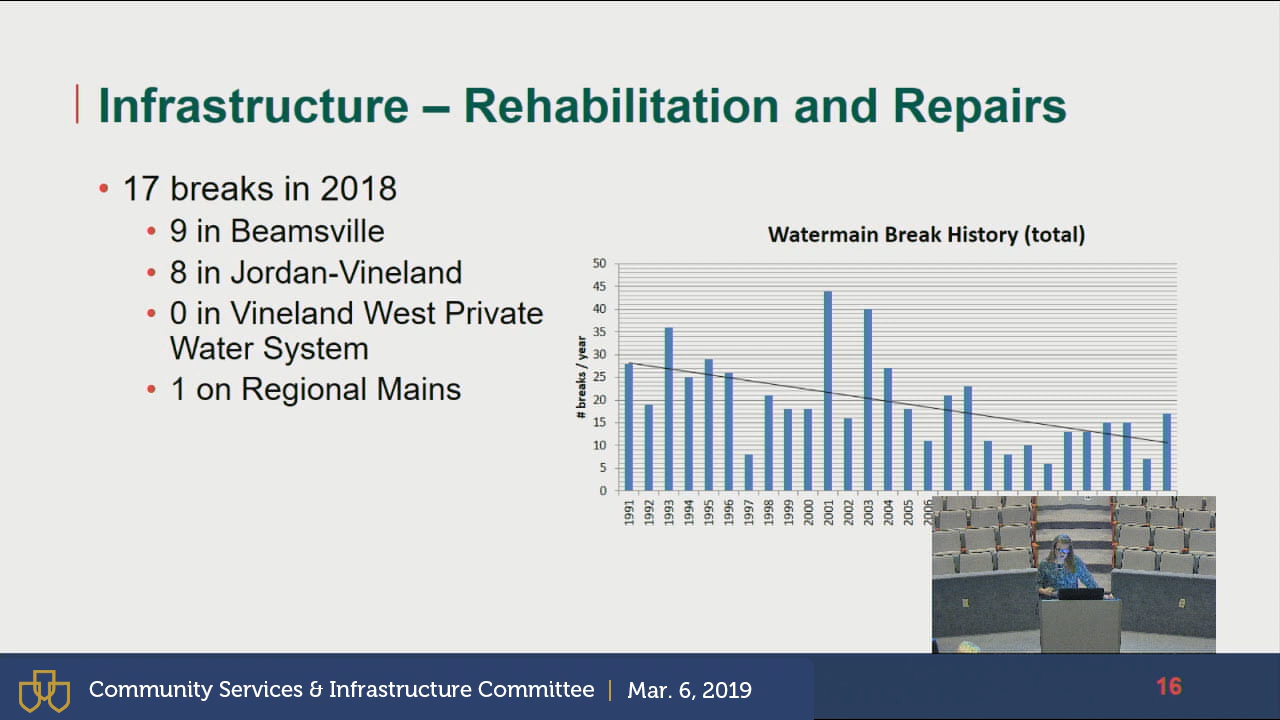 Infrastructure – Rehabilitation and Repairs
• 17 breaks in 2018
• 9 in Beamsville
• 8 in Jordan-Vineland
• 0 in Vineland West Private
Water System
• 1 on Regional Mains
Watermain Break History (total)
# breaks / year
50
45
40
35
30
25
20
15
10
5
0
1991
1992
1993
1994
1995
1996
1997
1998
1999
2000
2001
2002
2003
2004
2005
2006
Community Services & Infrastructure Committee | Mar. 6, 2019
16